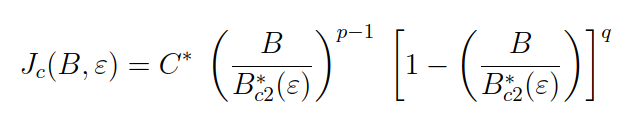 J_c(B, ε) = C* (B / B*_{c2}(ε))^{p−1} [1 − (B / B*_{c2}(ε))]^q